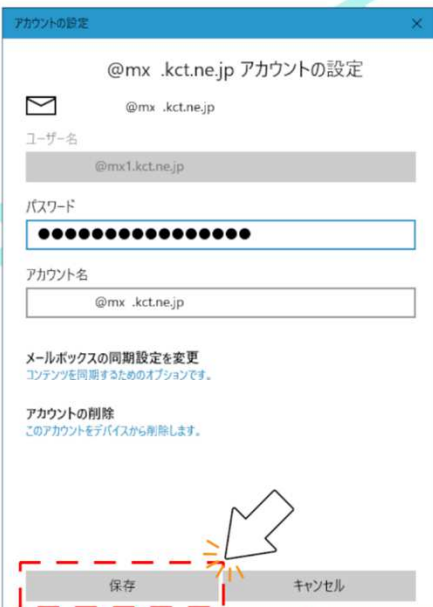 アカウントの設定
@mx .kct.ne.jp アカウントの設定
@mx .kct.ne.jp
ユーザー名
@mx1.kct.ne.jp
パスワード
●●●●●●●●●●●●●●●●
アカウント名
@mx .kct.ne.jp
メールボックスの同期設定を変更
コンテンツを同期するためのオプションです。
アカウントの削除
このアカウントをデバイスから削除します。
保存 キャンセル